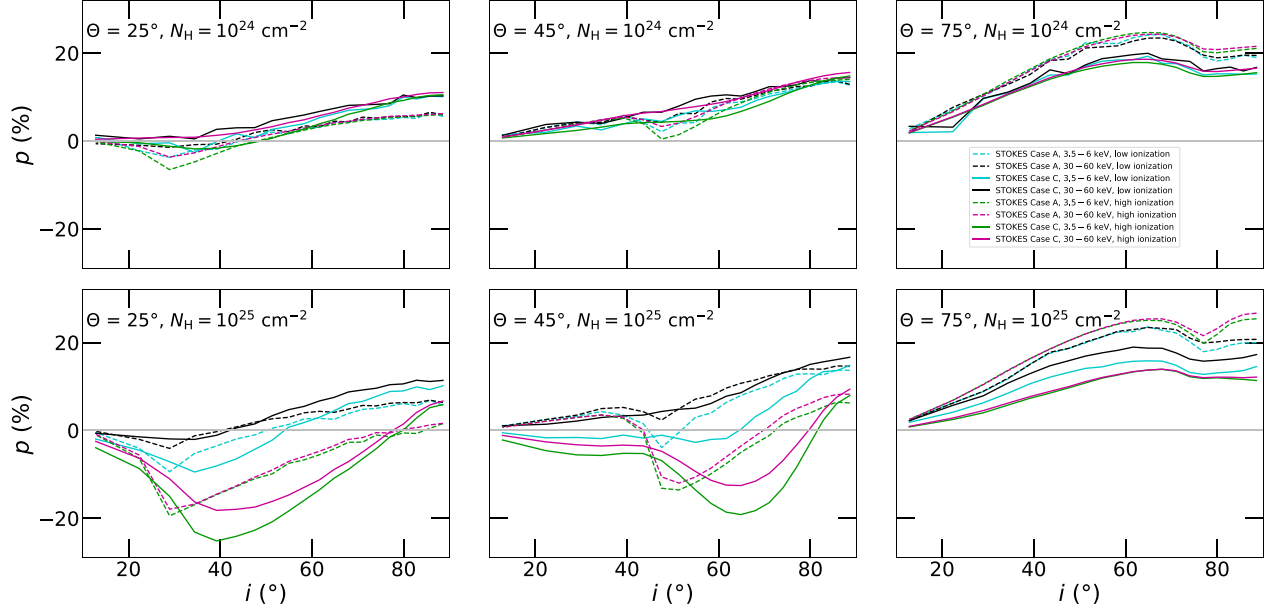 Θ = 25°, N_H = 10^24 cm^−2
Θ = 45°, N_H = 10^24 cm^−2
Θ = 75°, N_H = 10^24 cm^−2
p (%)
20
0
−20
STOKES Case A, 3.5−6 keV, low ionization
STOKES Case A, 30−60 keV, low ionization
STOKES Case C, 3.5−6 keV, low ionization
STOKES Case C, 30−60 keV, low ionization
STOKES Case A, 3.5−6 keV, high ionization
STOKES Case A, 30−60 keV, high ionization
STOKES Case C, 3.5−6 keV, high ionization
STOKES Case C, 30−60 keV, high ionization
Θ = 25°, N_H = 10^25 cm^−2
Θ = 45°, N_H = 10^25 cm^−2
Θ = 75°, N_H = 10^25 cm^−2
p (%)
20
0
−20
20 40 60 80
20 40 60 80
20 40 60 80
i (°)
i (°)
i (°)